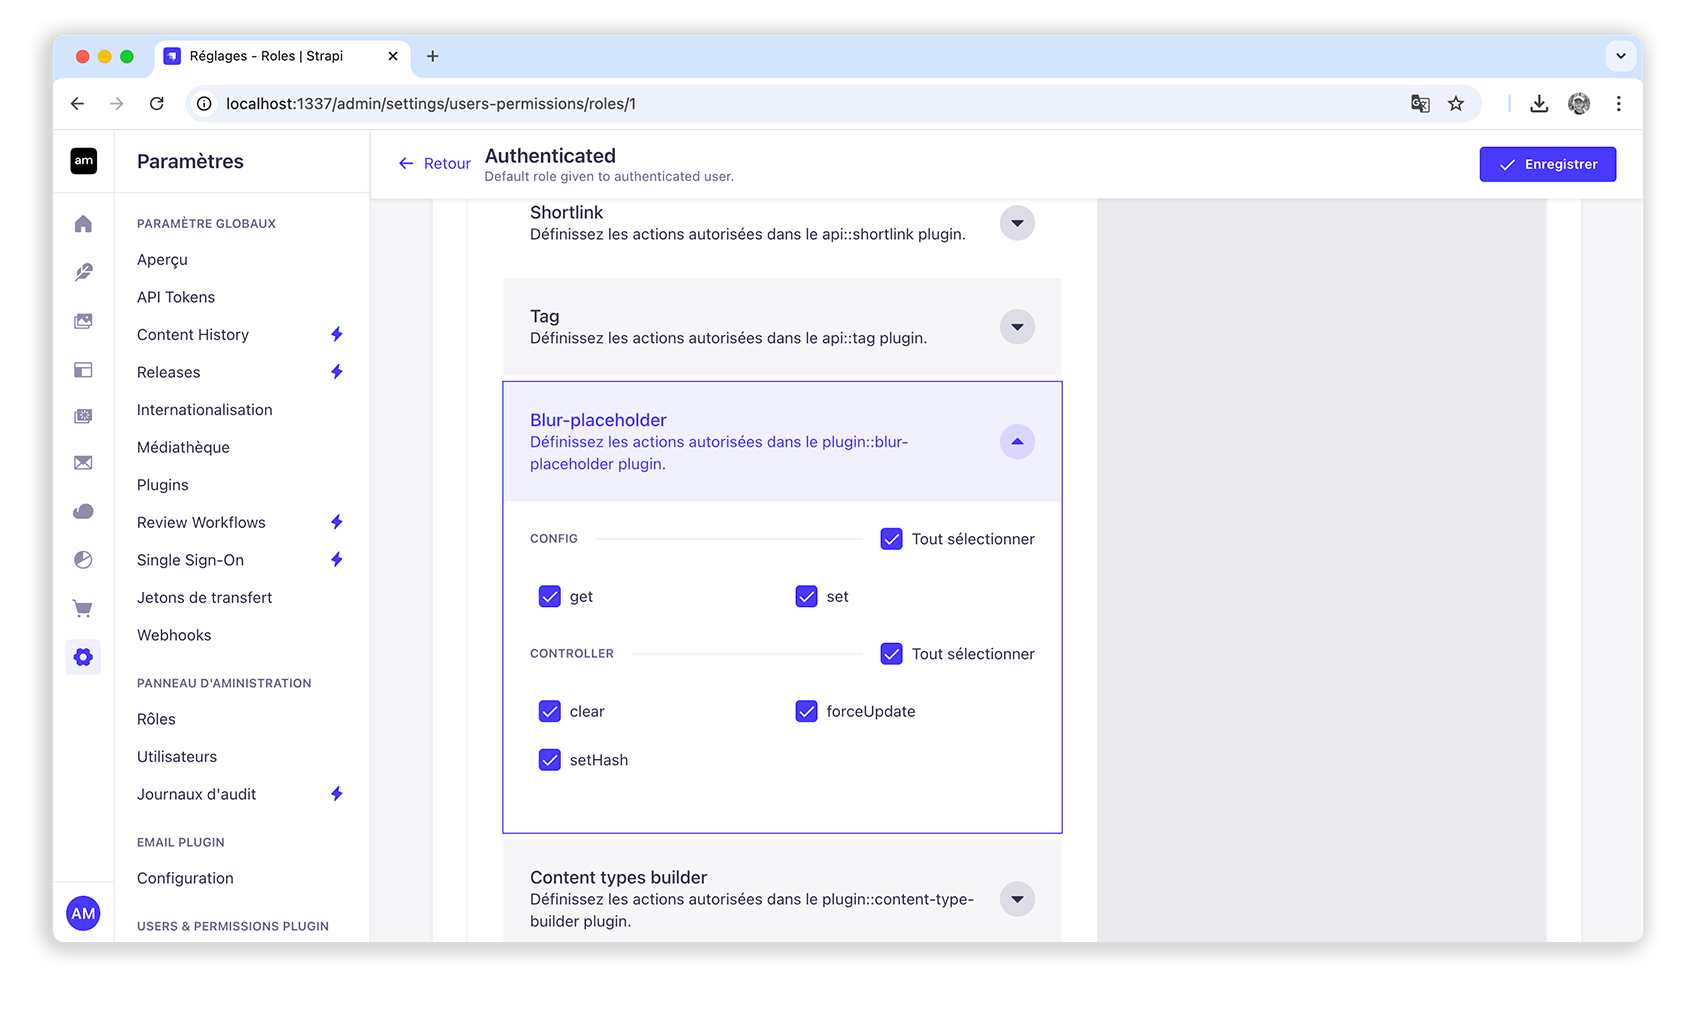 Réglages - Roles | Strapi
localhost:1337/admin/settings/users-permissions/roles/1
am
Paramètres
Retour
Authenticated
Default role given to authenticated user.
Enregistrer
PARAMÈTRE GLOBAUX
Aperçu
API Tokens
Content History
Releases
Internationalisation
Médiathèque
Plugins
Review Workflows
Single Sign-On
Jetons de transfert
Webhooks
PANNEAU D'AMINISTRATION
Rôles
Utilisateurs
Journaux d'audit
EMAIL PLUGIN
Configuration
USERS & PERMISSIONS PLUGIN
AM
Shortlink
Définissez les actions autorisées dans le api::shortlink plugin.
Tag
Définissez les actions autorisées dans le api::tag plugin.
Blur-placeholder
Définissez les actions autorisées dans le plugin::blur-
placeholder plugin.
CONFIG
Tout sélectionner
get
set
CONTROLLER
Tout sélectionner
clear
forceUpdate
setHash
Content types builder
Définissez les actions autorisées dans le plugin::content-type-
builder plugin.